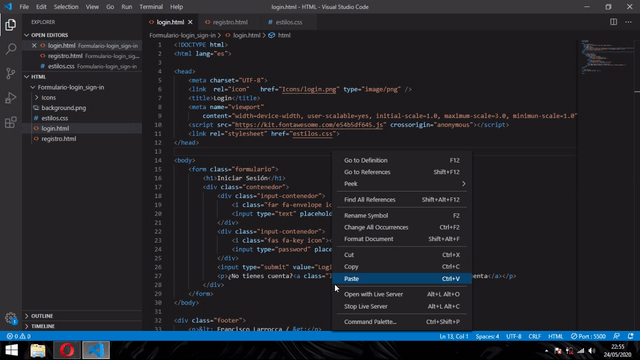 File Edit Selection View Go Run Terminal Help
login.html - HTML - Visual Studio Code
EXPLORER
OPEN EDITORS
login.html Formulario-login_sign-in
registro.html Formulario-login_sign...
estilos.css Formulario-login_sign-in
HTML
Formulario-login_sign-in
Icons
background.png
estilos.css
login.html
registro.html
OUTLINE
TIMELINE
login.html
registro.html
estilos.css
Formulario-login_sign-in > login.html > html
1 <!DOCTYPE html>
2 <html lang="es">
3
4 <head>
5 <meta charset="UTF-8">
6 <link rel="icon" href="Icons/login.png" type="image/png" />
7 <title>Login</title>
8 <meta name="viewport"
9 content="width=device-width, user-scalable=yes, initial-scale=1.0, maximum-scale=3.0, minimun-scale=1.0"
10 <script src="https://kit.fontawesome.com/e54b5df645.js" crossorigin="anonymous"></script>
11 <link rel="stylesheet" href="estilos.css">
12 </head>
13
14 <body>
15 <form class="formulario">
16 <h1>Iniciar Sesión</h1>
17 <div class="contenedor">
18 <div class="input-contenedor">
19 <i class="far fa-envelope ic
20 <input type="text" placehold
21 </div>
22 <div class="input-contenedor">
23 <i class="fas fa-key icon">
24 <input type="password" place
25 </div>
26 <input type="submit" value="Log
27 <p>¿No tienes cuenta?<a class="l
enta</a></p>
28 </div>
29 </form>
30 </body>
31
32 <div class="footer">
33 <p>&lt; Francisco Larrocca / &gt;</p>
Go to Definition F12
Go to References Shift+F12
Peek
Find All References Shift+Alt+F12
Rename Symbol F2
Change All Occurrences Ctrl+F2
Format Document Shift+Alt+F
Cut Ctrl+X
Copy Ctrl+C
Paste Ctrl+V
Open with Live Server Alt+L Alt+O
Stop Live Server Alt+L Alt+C
Command Palette... Ctrl+Shift+P
0 0
Ln 13, Col 1 Spaces: 4 UTF-8 CRLF HTML Port : 5500
22:55
24/05/2020